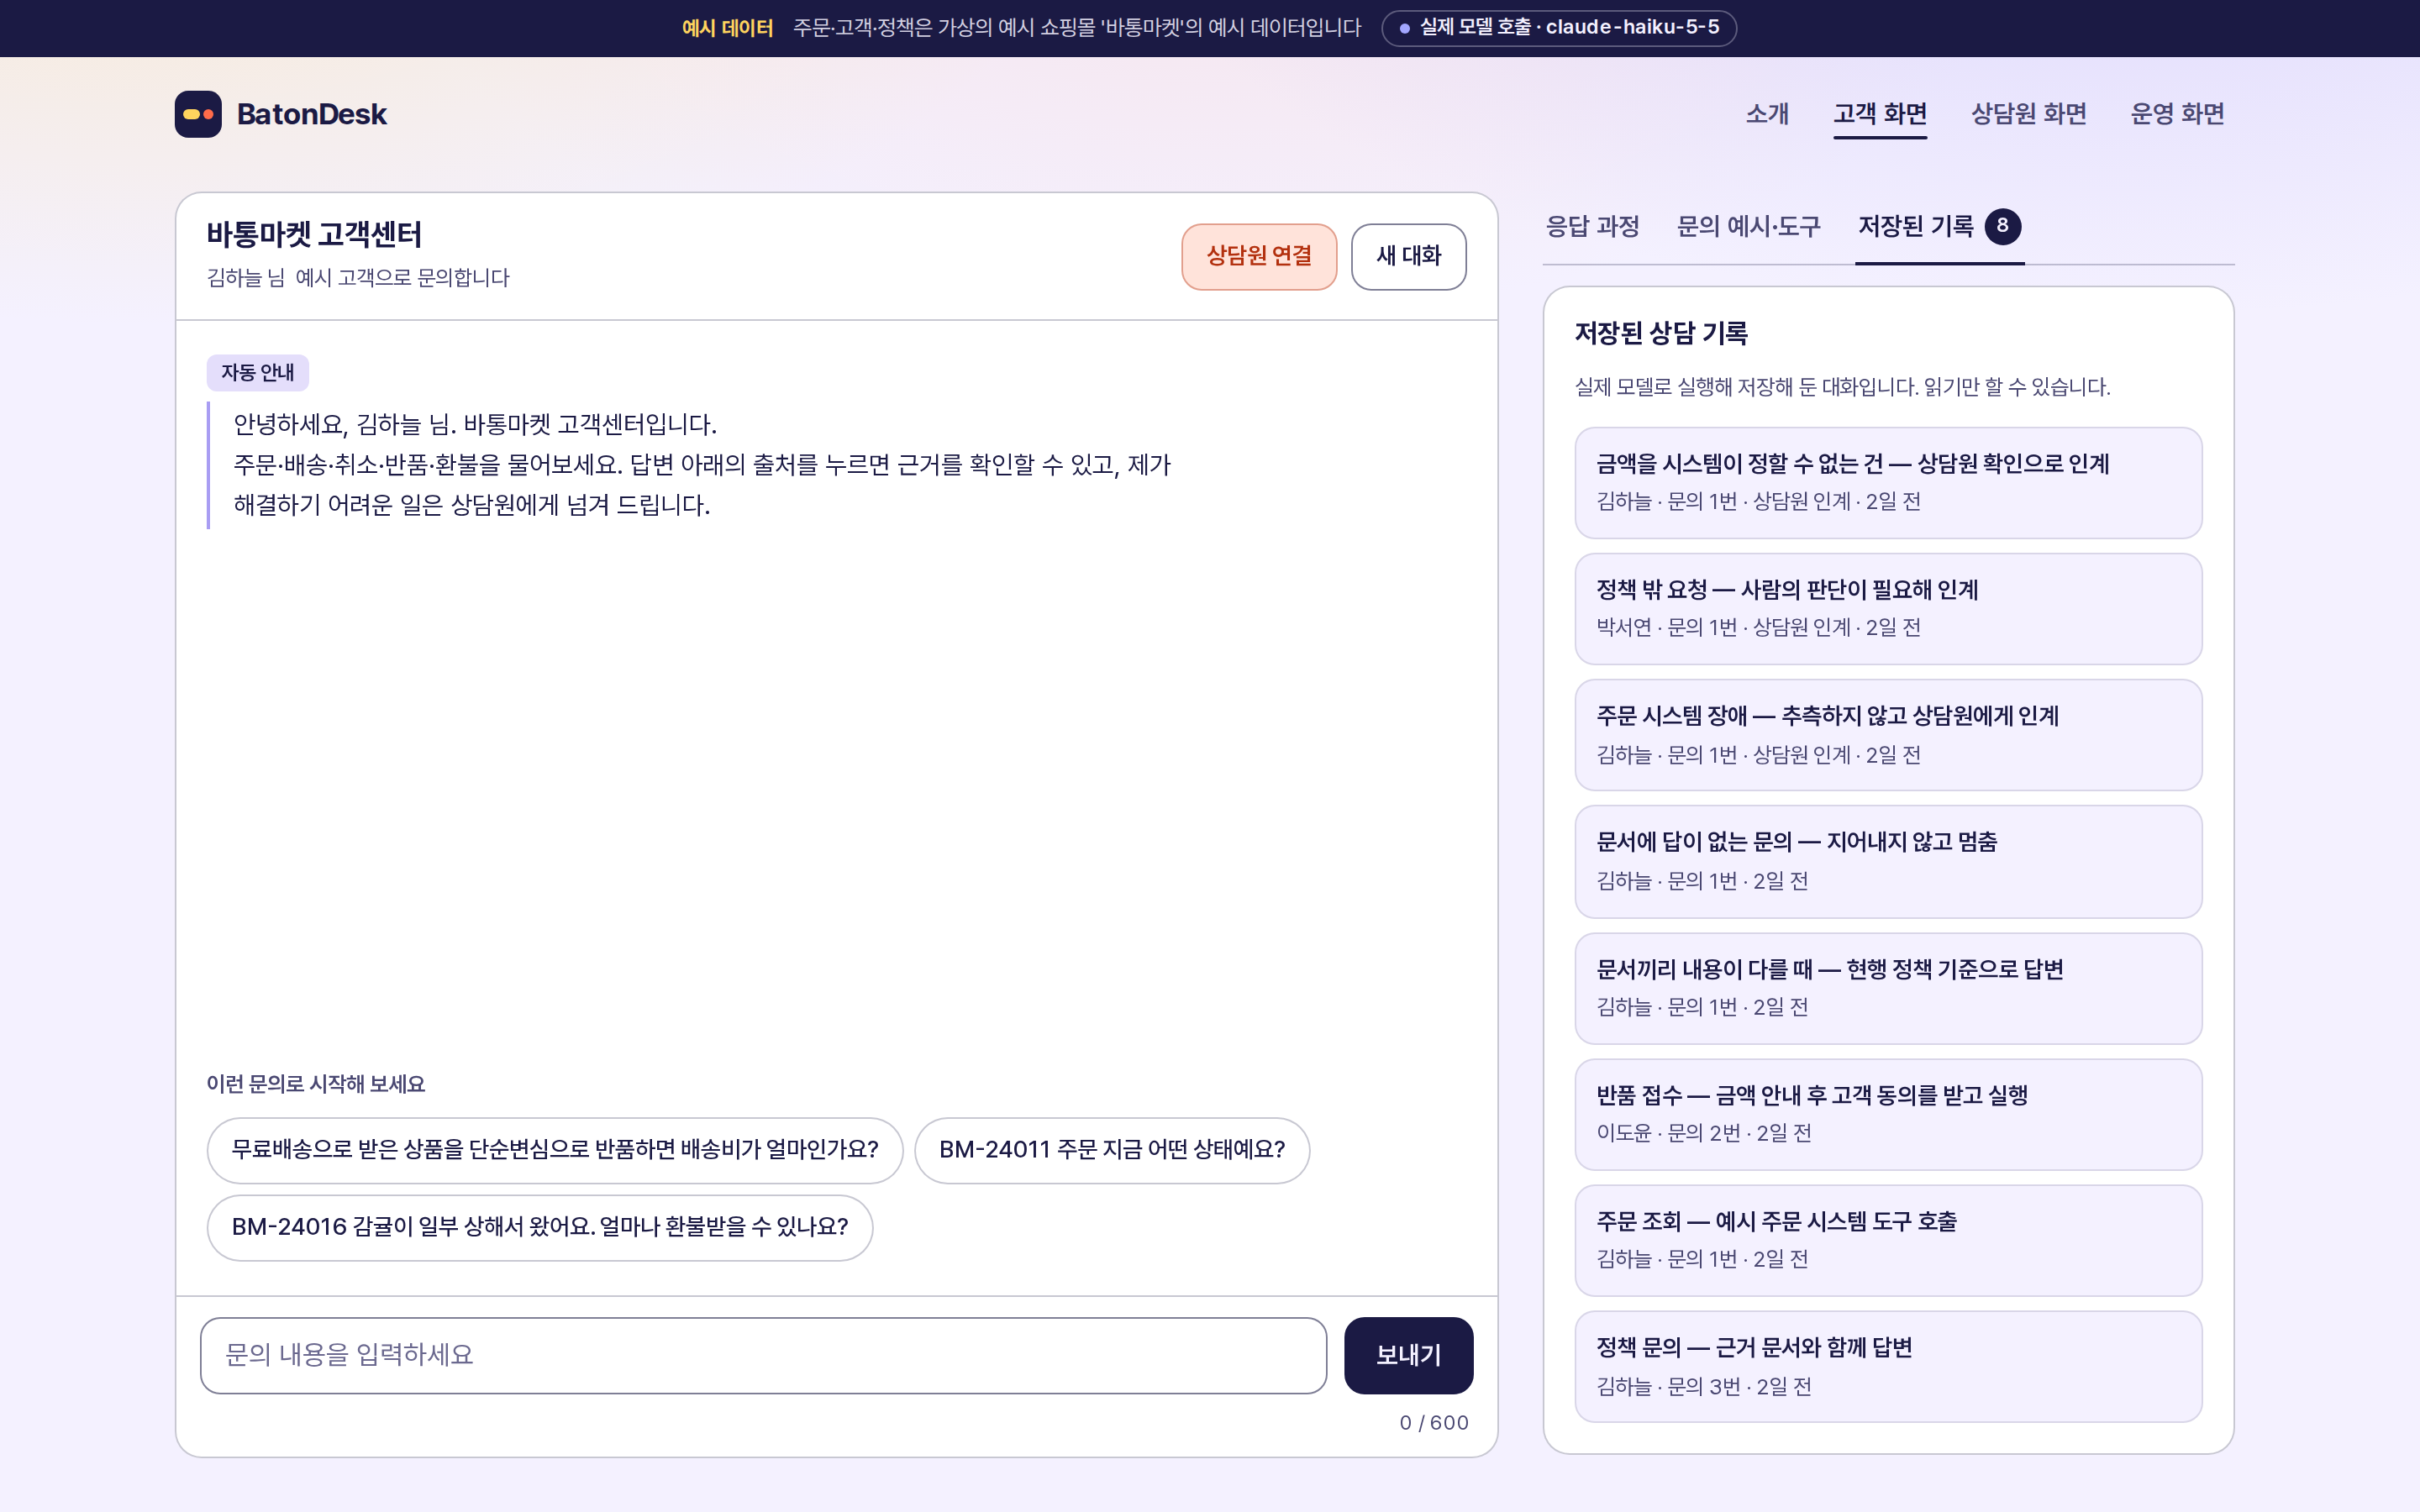 예시 데이터 주문·고객·정책은 가상의 예시 쇼핑몰 '바통마켓'의 예시 데이터입니다 실제 모델 호출 · claude-haiku-5-5
BatonDesk
소개 고객 화면 상담원 화면 운영 화면
바통마켓 고객센터
김하늘 님 예시 고객으로 문의합니다
상담원 연결
새 대화
자동 안내
안녕하세요, 김하늘 님. 바통마켓 고객센터입니다.
주문·배송·취소·반품·환불을 물어보세요. 답변 아래의 출처를 누르면 근거를 확인할 수 있고, 제가
해결하기 어려운 일은 상담원에게 넘겨 드립니다.
이런 문의로 시작해 보세요
무료배송으로 받은 상품을 단순변심으로 반품하면 배송비가 얼마인가요?
BM-24011 주문 지금 어떤 상태예요?
BM-24016 감귤이 일부 상해서 왔어요. 얼마나 환불받을 수 있나요?
문의 내용을 입력하세요
보내기
0 / 600
응답 과정 문의 예시·도구 저장된 기록 8
저장된 상담 기록
실제 모델로 실행해 저장해 둔 대화입니다. 읽기만 할 수 있습니다.
금액을 시스템이 정할 수 없는 건 — 상담원 확인으로 인계
김하늘 · 문의 1번 · 상담원 인계 · 2일 전
정책 밖 요청 — 사람의 판단이 필요해 인계
박서연 · 문의 1번 · 상담원 인계 · 2일 전
주문 시스템 장애 — 추측하지 않고 상담원에게 인계
김하늘 · 문의 1번 · 상담원 인계 · 2일 전
문서에 답이 없는 문의 — 지어내지 않고 멈춤
김하늘 · 문의 1번 · 2일 전
문서끼리 내용이 다를 때 — 현행 정책 기준으로 답변
김하늘 · 문의 1번 · 2일 전
반품 접수 — 금액 안내 후 고객 동의를 받고 실행
이도윤 · 문의 2번 · 2일 전
주문 조회 — 예시 주문 시스템 도구 호출
김하늘 · 문의 1번 · 2일 전
정책 문의 — 근거 문서와 함께 답변
김하늘 · 문의 3번 · 2일 전